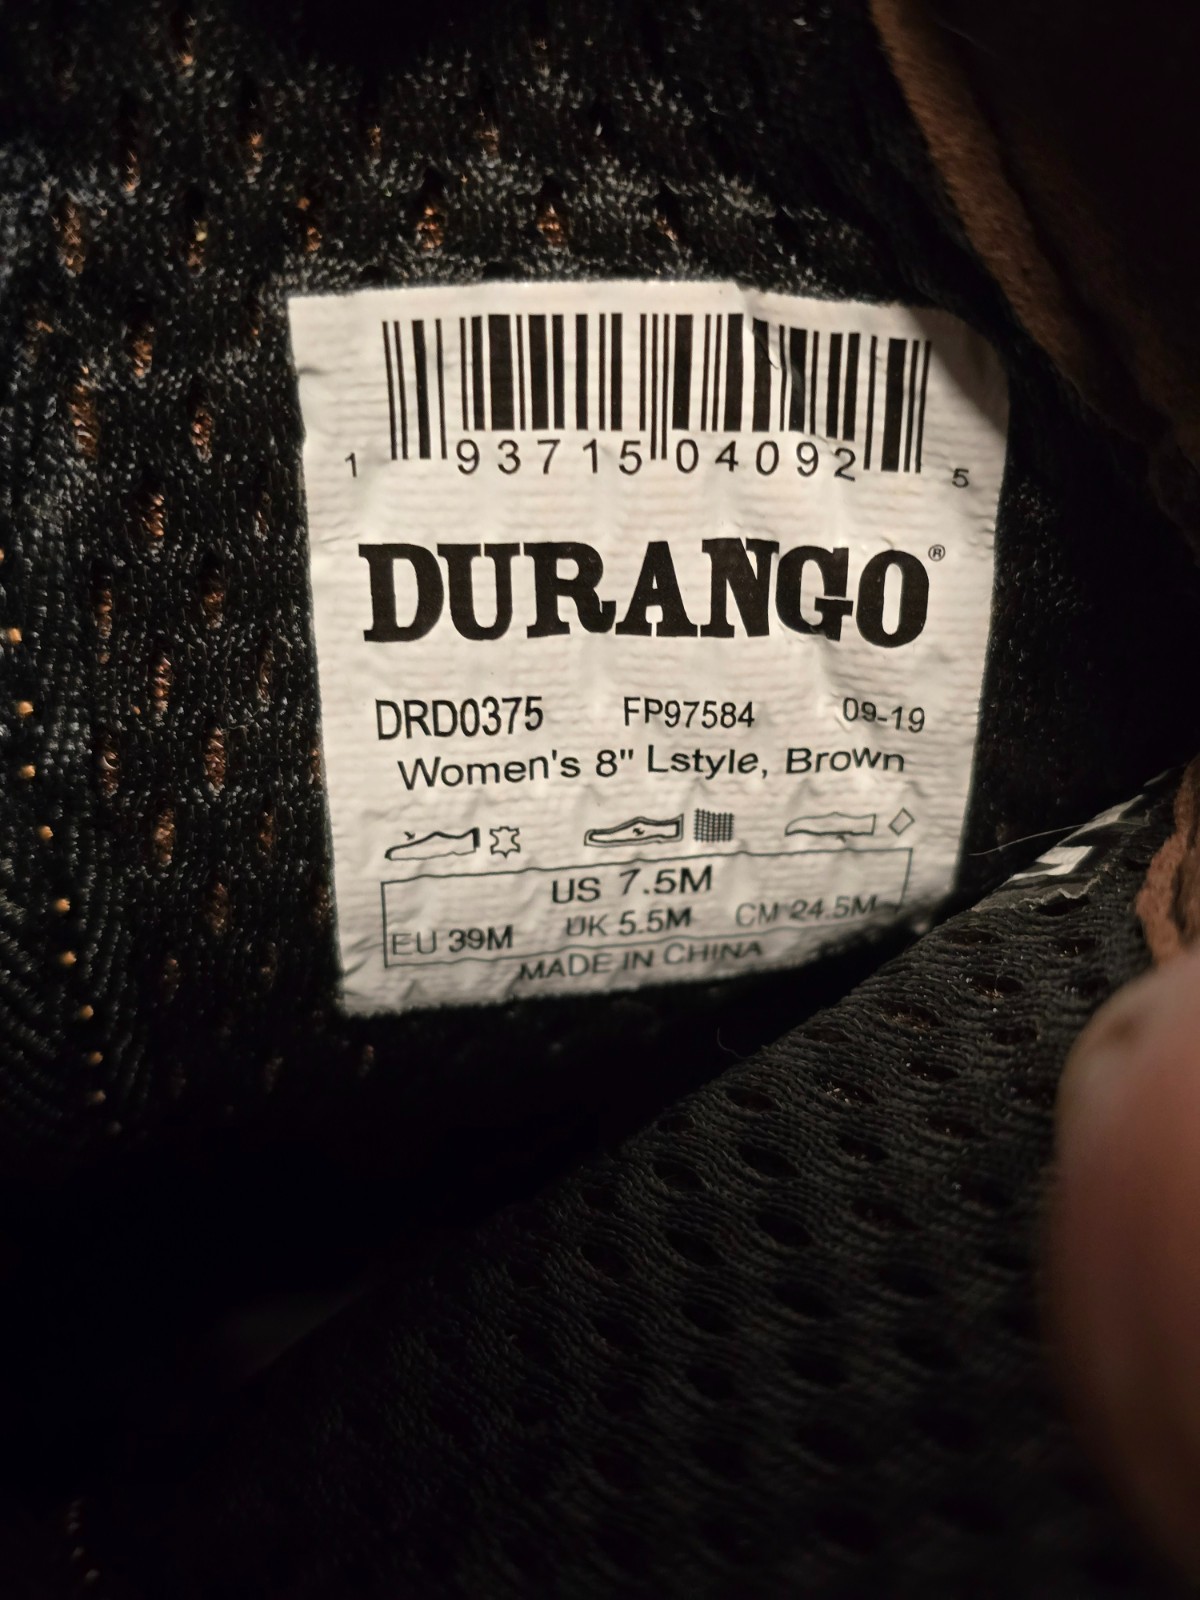 1 93715 04092 5
DURANGO®
DRD0375 FP97584 09-19
Women's 8" Lstyle, Brown
US 7.5M
EU 39M UK 5.5M CM 24.5M
MADE IN CHINA